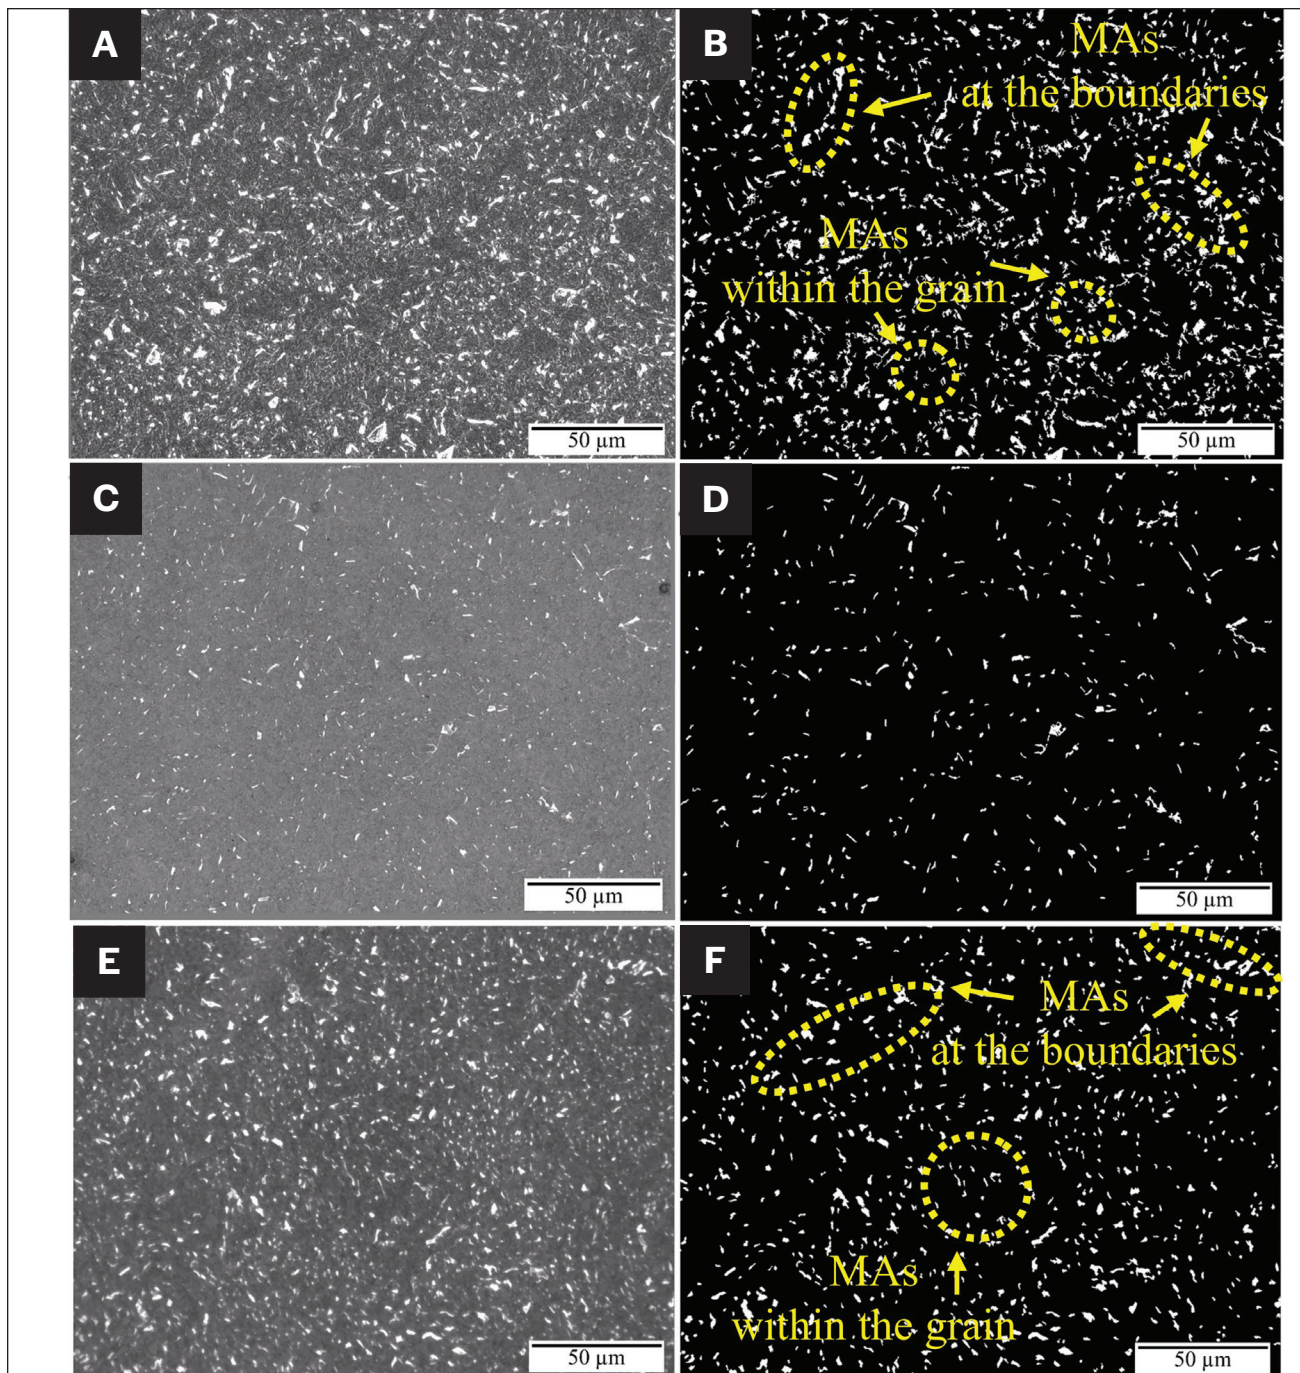 A
B
MAs
at the boundaries
MAs
within the grain
50 µm
50 µm
C
D
50 µm
50 µm
E
F
MAs
at the boundaries
MAs
within the grain
50 µm
50 µm